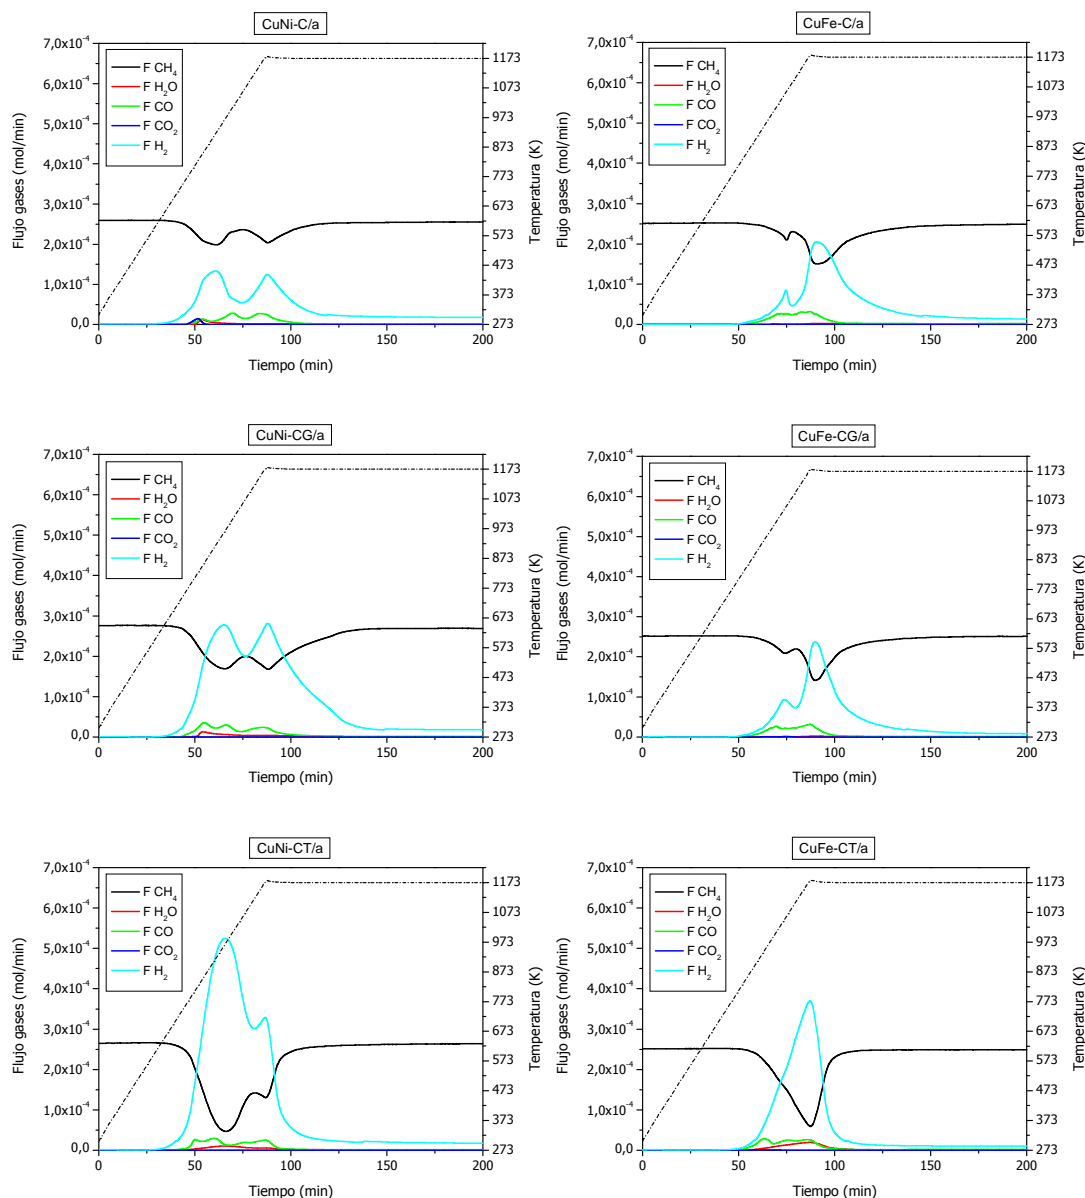 CuNi-C/a
7,0x10⁻⁴
6,0x10⁻⁴
5,0x10⁻⁴
4,0x10⁻⁴
3,0x10⁻⁴
2,0x10⁻⁴
1,0x10⁻⁴
0,0
Flujo gases (mol/min)
F CH₄
F H₂O
F CO
F CO₂
F H₂
1173
1073
973
873
773
673
573
473
373
273
Temperatura (K)
0 50 100 150 200
Tiempo (min)
CuFe-C/a
7,0x10⁻⁴
6,0x10⁻⁴
5,0x10⁻⁴
4,0x10⁻⁴
3,0x10⁻⁴
2,0x10⁻⁴
1,0x10⁻⁴
0,0
Flujo gases (mol/min)
F CH₄
F H₂O
F CO
F CO₂
F H₂
1173
1073
973
873
773
673
573
473
373
273
Temperatura (K)
0 50 100 150 200
Tiempo (min)
CuNi-CG/a
7,0x10⁻⁴
6,0x10⁻⁴
5,0x10⁻⁴
4,0x10⁻⁴
3,0x10⁻⁴
2,0x10⁻⁴
1,0x10⁻⁴
0,0
Flujo gases (mol/min)
F CH₄
F H₂O
F CO
F CO₂
F H₂
1173
1073
973
873
773
673
573
473
373
273
Temperatura (K)
0 50 100 150 200
Tiempo (min)
CuFe-CG/a
7,0x10⁻⁴
6,0x10⁻⁴
5,0x10⁻⁴
4,0x10⁻⁴
3,0x10⁻⁴
2,0x10⁻⁴
1,0x10⁻⁴
0,0
Flujo gases (mol/min)
F CH₄
F H₂O
F CO
F CO₂
F H₂
1173
1073
973
873
773
673
573
473
373
273
Temperatura (K)
0 50 100 150 200
Tiempo (min)
CuNi-CT/a
7,0x10⁻⁴
6,0x10⁻⁴
5,0x10⁻⁴
4,0x10⁻⁴
3,0x10⁻⁴
2,0x10⁻⁴
1,0x10⁻⁴
0,0
Flujo gases (mol/min)
F CH₄
F H₂O
F CO
F CO₂
F H₂
1173
1073
973
873
773
673
573
473
373
273
Temperatura (K)
0 50 100 150 200
Tiempo (min)
CuFe-CT/a
7,0x10⁻⁴
6,0x10⁻⁴
5,0x10⁻⁴
4,0x10⁻⁴
3,0x10⁻⁴
2,0x10⁻⁴
1,0x10⁻⁴
0,0
Flujo gases (mol/min)
F CH₄
F H₂O
F CO
F CO₂
F H₂
1173
1073
973
873
773
673
573
473
373
273
Temperatura (K)
0 50 100 150 200
Tiempo (min)